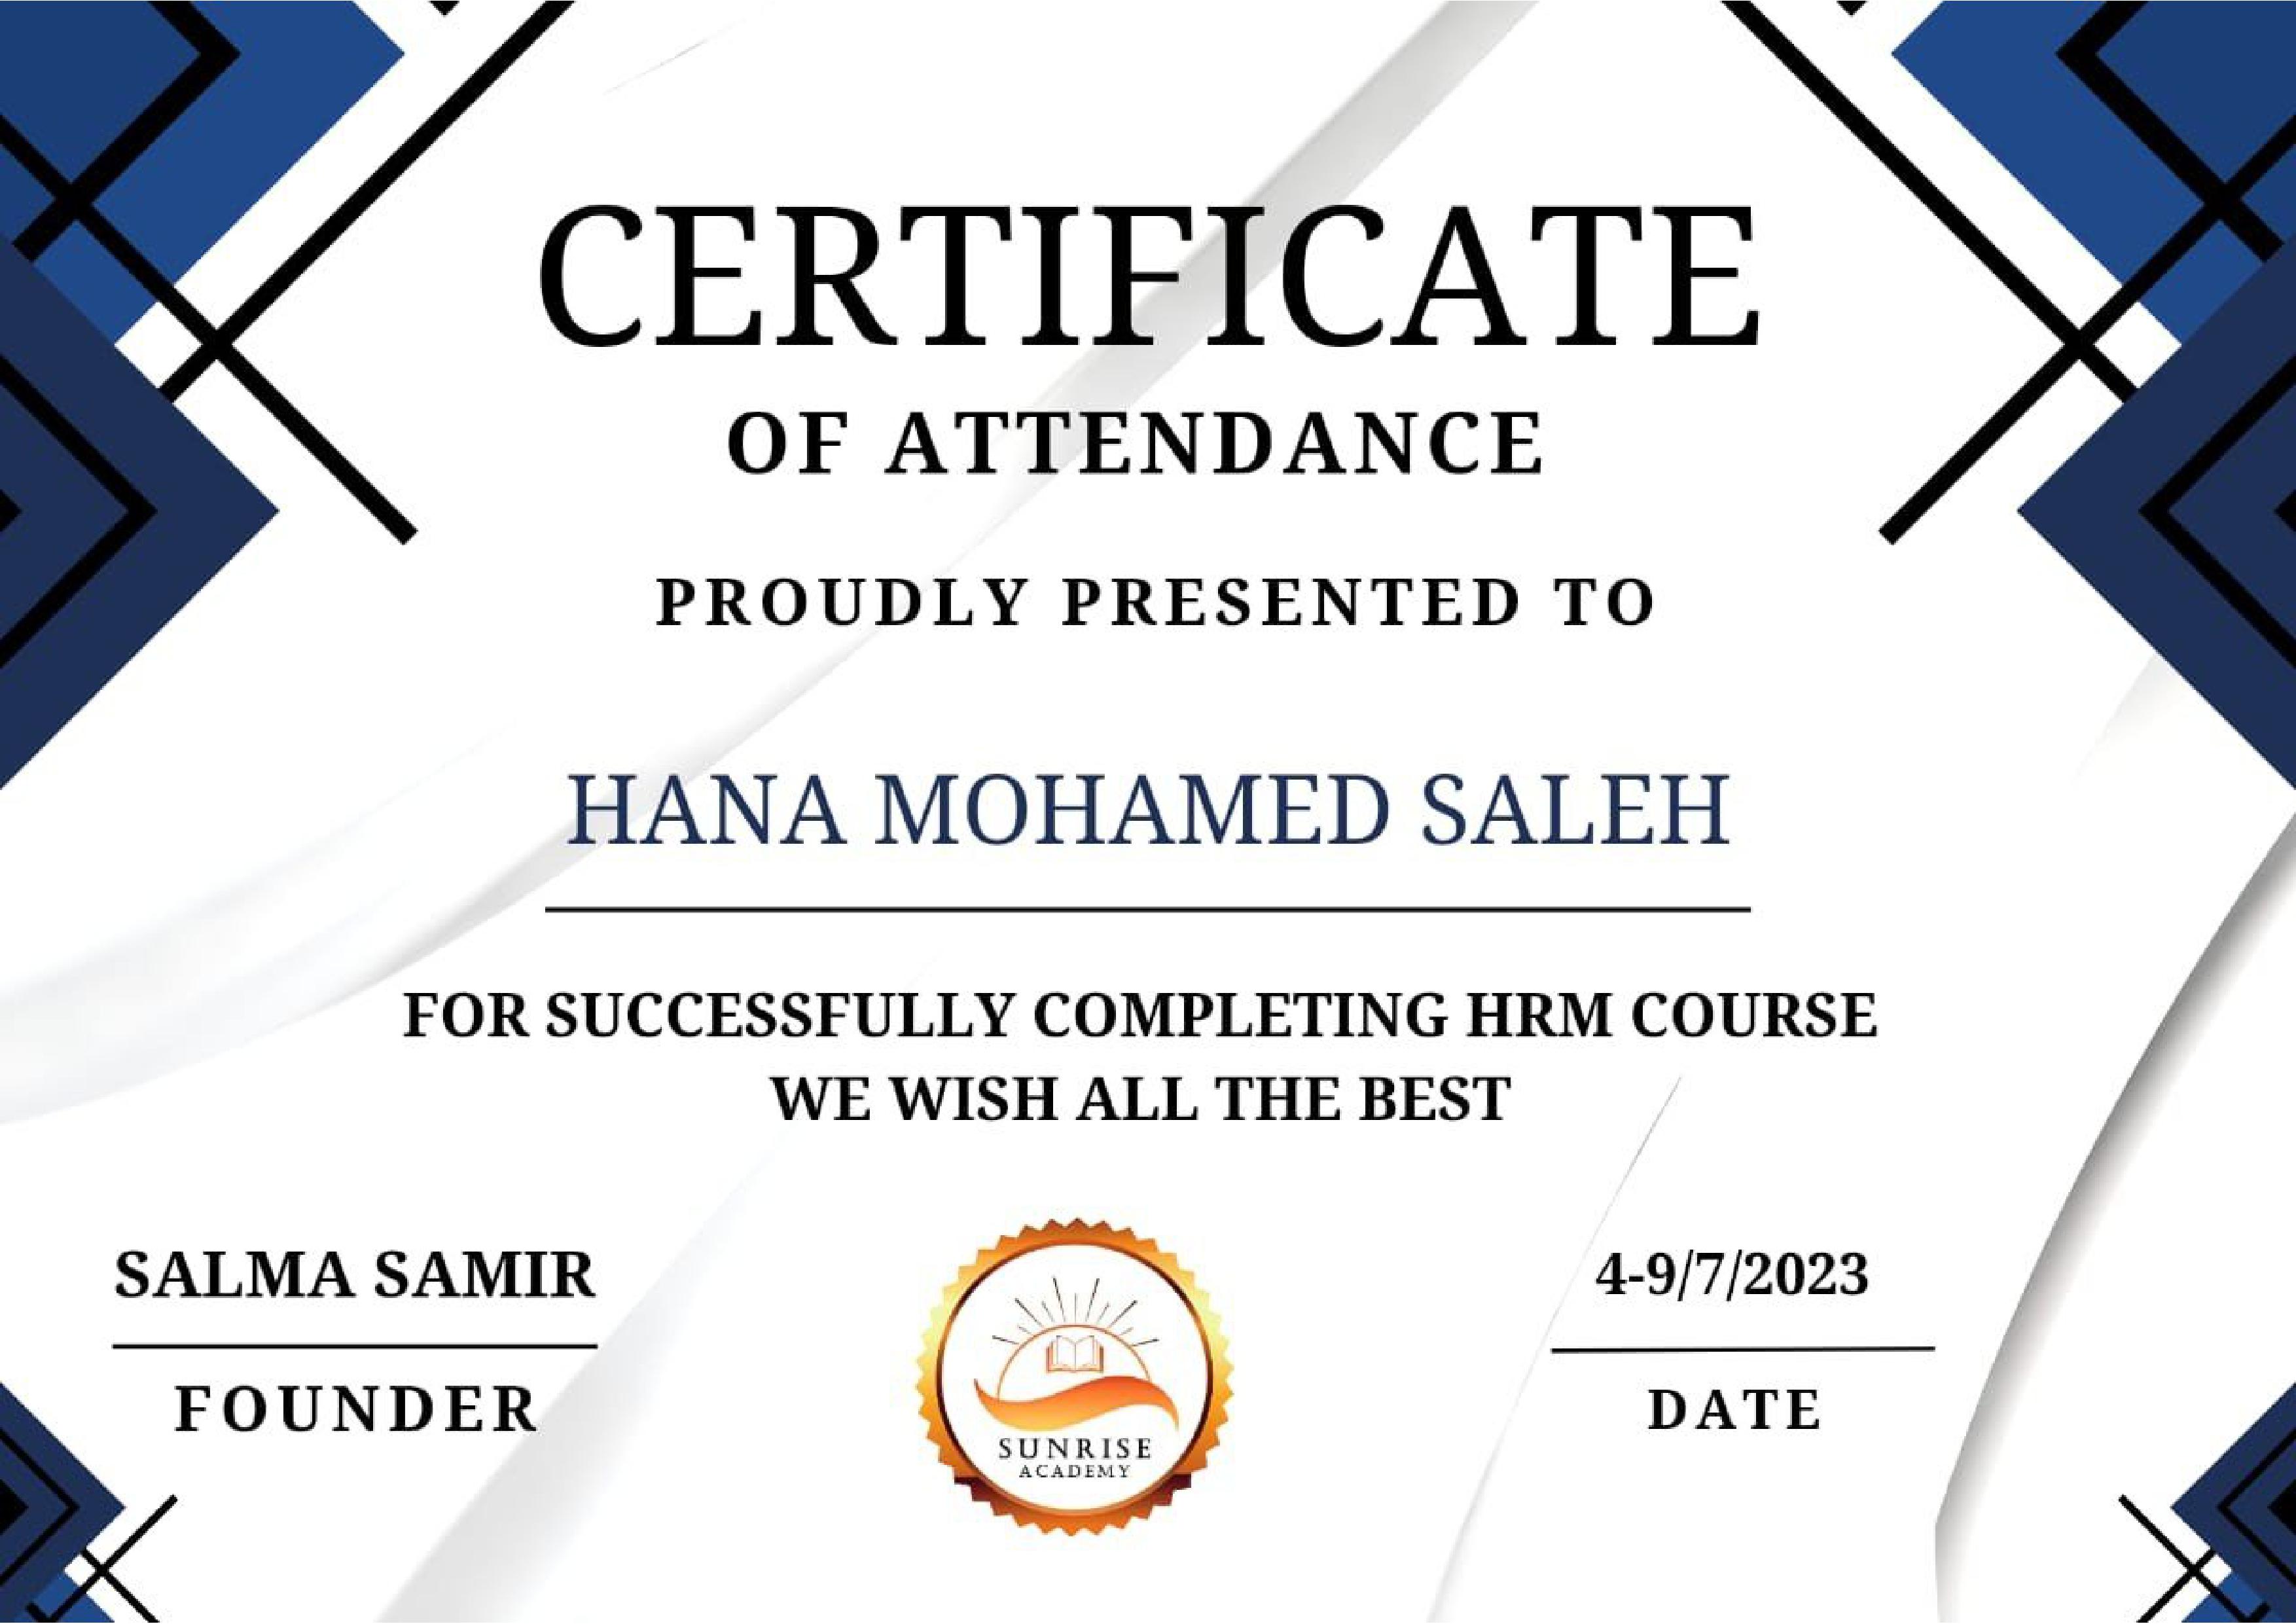 CERTIFICATE
OF ATTENDANCE
PROUDLY PRESENTED TO
HANA MOHAMED SALEH
FOR SUCCESSFULLY COMPLETING HRM COURSE
WE WISH ALL THE BEST
SALMA SAMIR
FOUNDER
SUNRISE
ACADEMY
4-9/7/2023
DATE